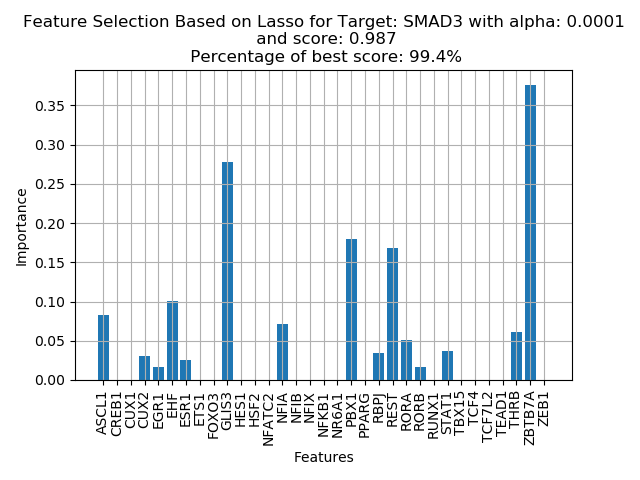 Feature Selection Based on Lasso for Target: SMAD3 with alpha: 0.0001
and score: 0.987
Percentage of best score: 99.4%
Importance
0.35
0.30
0.25
0.20
0.15
0.10
0.05
0.00
ASCL1
CREB1
CUX1
CUX2
EGR1
EHF
ESR1
ETS1
FOXO3
GLIS3
HES1
HSF2
NFATC2
NFIA
NFIB
NFIX
NFKB1
NR6A1
PBX1
PPARG
RBPJ
REST
RORA
RORB
RUNX1
STAT1
TBX15
TCF4
TCF7L2
TEAD1
THRB
ZBTB7A
ZEB1
Features